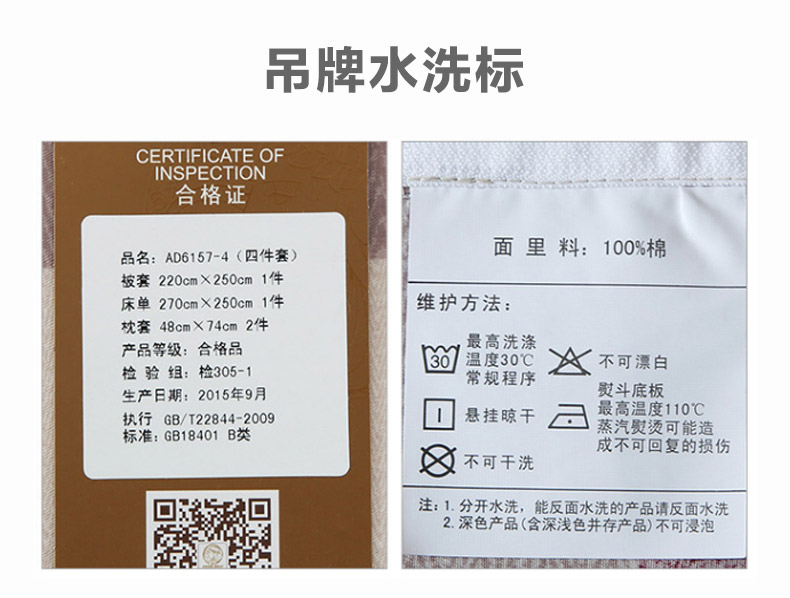 吊牌水洗标
CERTIFICATE OF
INSPECTION
合格证
品名: AD6157-4（四件套）
被套 220cm×250cm 1件
床单 270cm×250cm 1件
枕套 48cm×74cm 2件
产品等级: 合格品
检 验 组: 检305-1
生产日期: 2015年9月
执行 GB/T22844-2009
标准: GB18401 B类
面 里 料: 100%棉
维护方法:
30
最高洗涤
温度30℃
常规程序
不可漂白
悬挂晾干
熨斗底板
最高温度110℃
蒸汽熨烫可能造
成不可回复的损伤
不可干洗
注: 1. 分开水洗, 能反面水洗的产品请反面水洗
2. 深色产品(含深浅色并存产品)不可浸泡